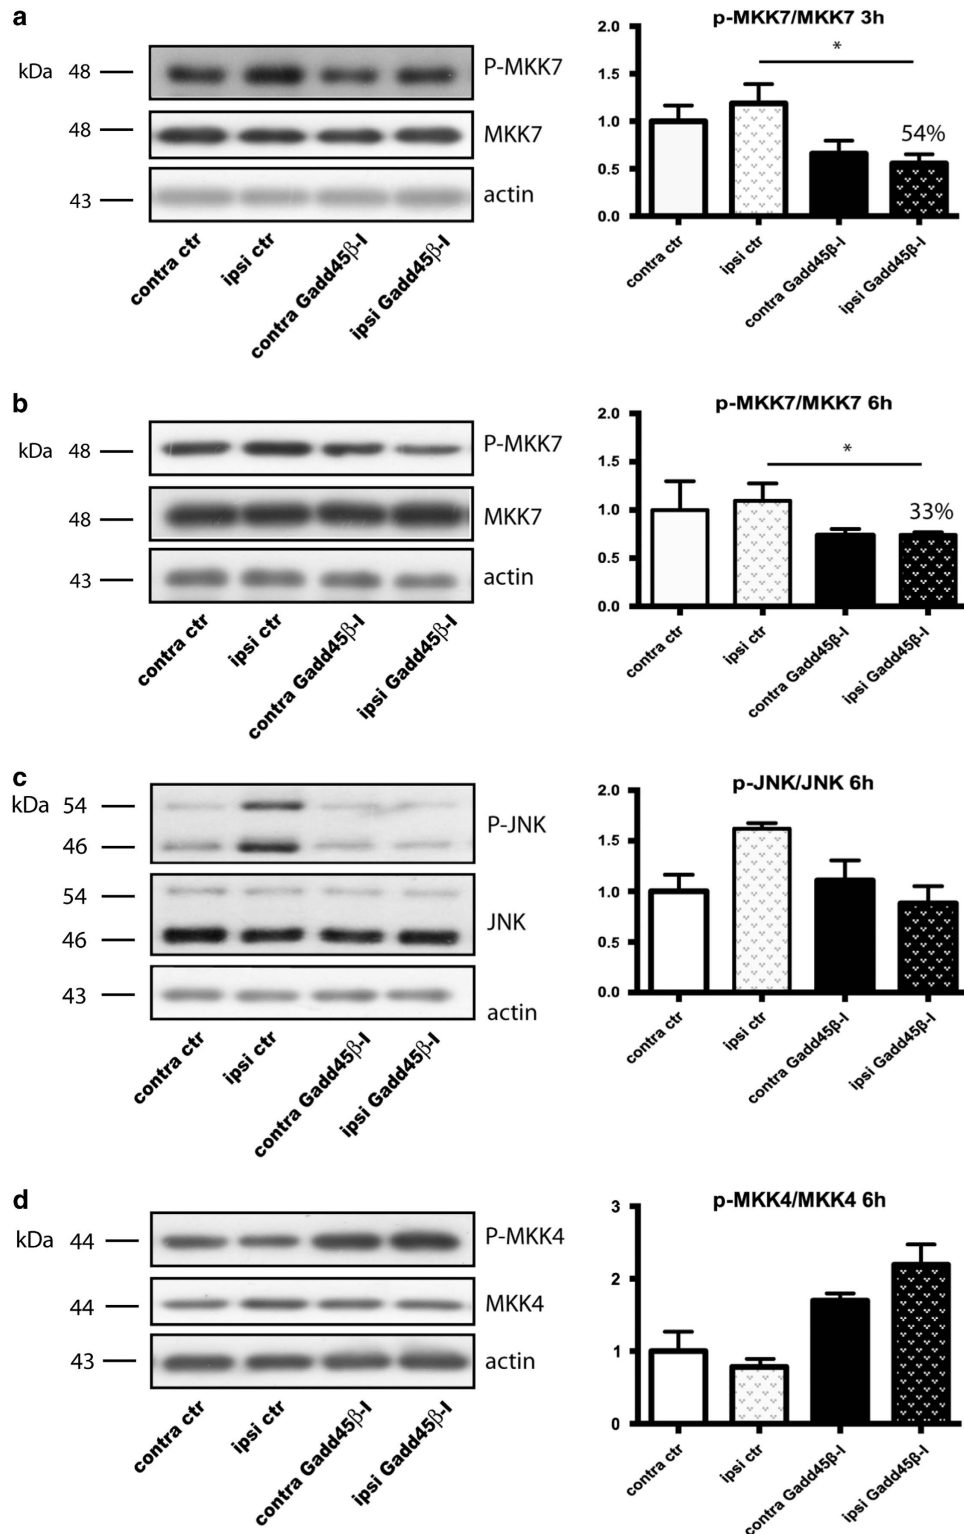 a
kDa 48
P-MKK7
48
MKK7
43
actin
contra ctr
ipsi ctr
contra Gadd45β-I
ipsi Gadd45β-I
p-MKK7/MKK7 3h
2.0
1.5
1.0
0.5
0.0
*
54%
contra ctr
ipsi ctr
contra Gadd45β-I
ipsi Gadd45β-I
b
kDa 48
P-MKK7
48
MKK7
43
actin
contra ctr
ipsi ctr
contra Gadd45β-I
ipsi Gadd45β-I
p-MKK7/MKK7 6h
2.0
1.5
1.0
0.5
0.0
*
33%
contra ctr
ipsi ctr
contra Gadd45β-I
ipsi Gadd45β-I
c
kDa 54
P-JNK
46
54
JNK
46
43
actin
contra ctr
ipsi ctr
contra Gadd45β-I
ipsi Gadd45β-I
p-JNK/JNK 6h
2.0
1.5
1.0
0.5
0.0
contra ctr
ipsi ctr
contra Gadd45β-I
ipsi Gadd45β-I
d
kDa 44
P-MKK4
44
MKK4
43
actin
contra ctr
ipsi ctr
contra Gadd45β-I
ipsi Gadd45β-I
p-MKK4/MKK4 6h
3
2
1
0
contra ctr
ipsi ctr
contra Gadd45β-I
ipsi Gadd45β-I